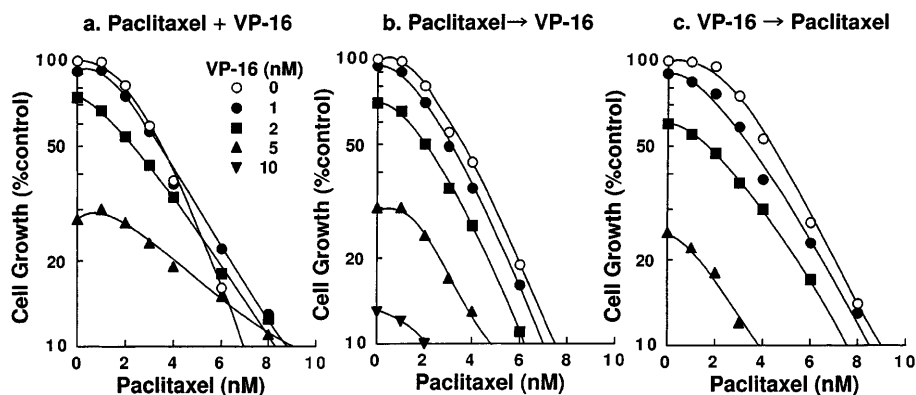 a. Paclitaxel + VP-16
b. Paclitaxel→ VP-16
c. VP-16 → Paclitaxel
VP-16 (nM)
0
1
2
5
10
Cell Growth (%control)
100
50
20
10
0 2 4 6 8 10
Paclitaxel (nM)
Cell Growth (%control)
100
50
20
10
0 2 4 6 8 10
Paclitaxel (nM)
Cell Growth (%control)
100
50
20
10
0 2 4 6 8 10
Paclitaxel (nM)